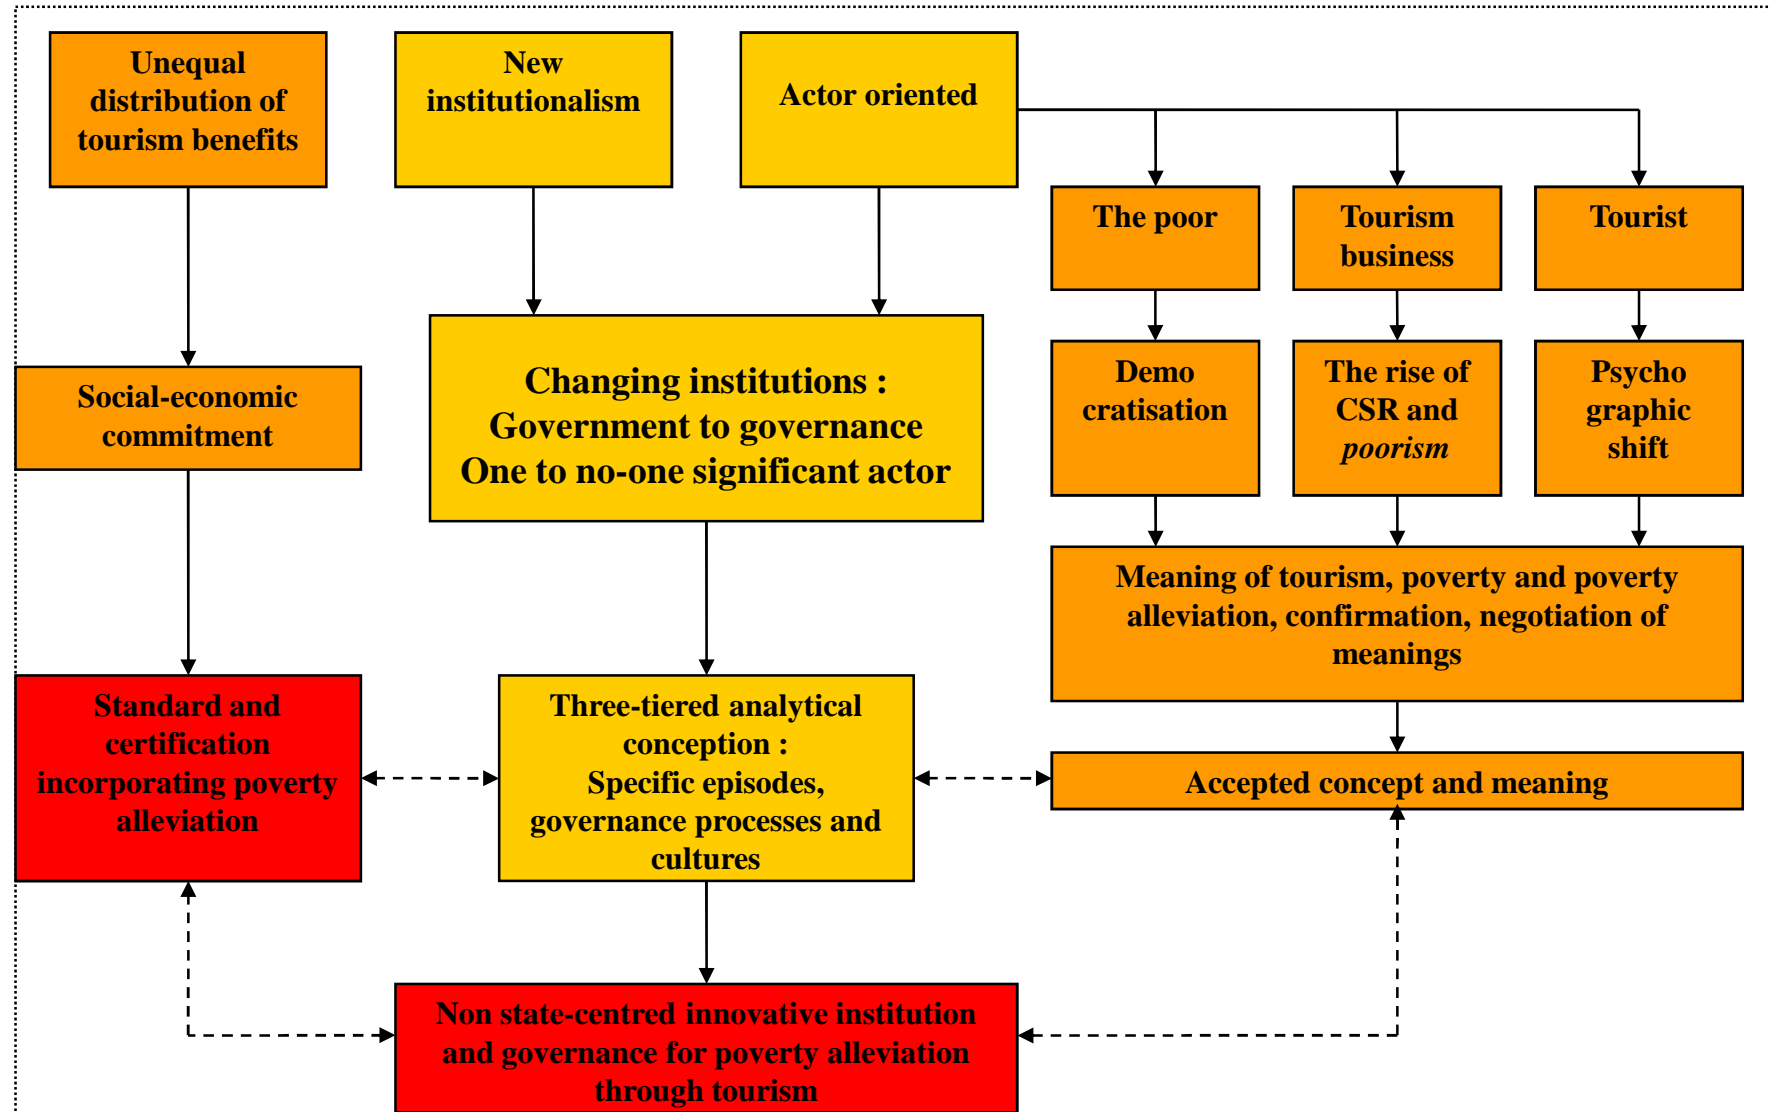 Unequal
distribution of
tourism benefits
New
institutionalism
Actor oriented
The poor
Tourism
business
Tourist
Social-economic
commitment
Changing institutions :
Government to governance
One to no-one significant actor
Demo
cratisation
The rise of
CSR and
poorism
Psycho
graphic
shift
Meaning of tourism, poverty and poverty
alleviation, confirmation, negotiation of
meanings
Standard and
certification
incorporating poverty
alleviation
Three-tiered analytical
conception :
Specific episodes,
governance processes and
cultures
Accepted concept and meaning
Non state-centred innovative institution
and governance for poverty alleviation
through tourism